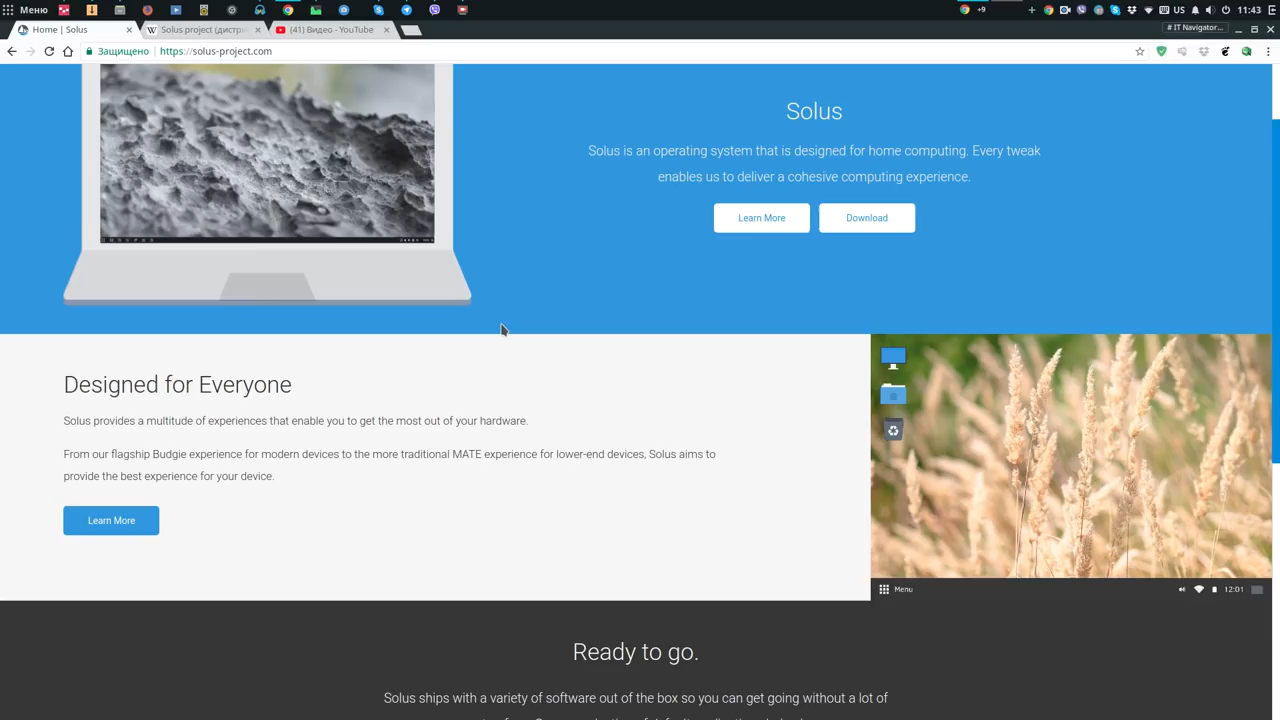 Меню
+9
US
11:43
Home | Solus
Solus project (дистри
(41) Видео - YouTube
# IT Navigator...
Защищено
https://solus-project.com
Solus
Solus is an operating system that is designed for home computing. Every tweak
enables us to deliver a cohesive computing experience.
Learn More
Download
Designed for Everyone
Solus provides a multitude of experiences that enable you to get the most out of your hardware.
From our flagship Budgie experience for modern devices to the more traditional MATE experience for lower-end devices, Solus aims to
provide the best experience for your device.
Learn More
Menu
12:01
Ready to go.
Solus ships with a variety of software out of the box so you can get going without a lot of